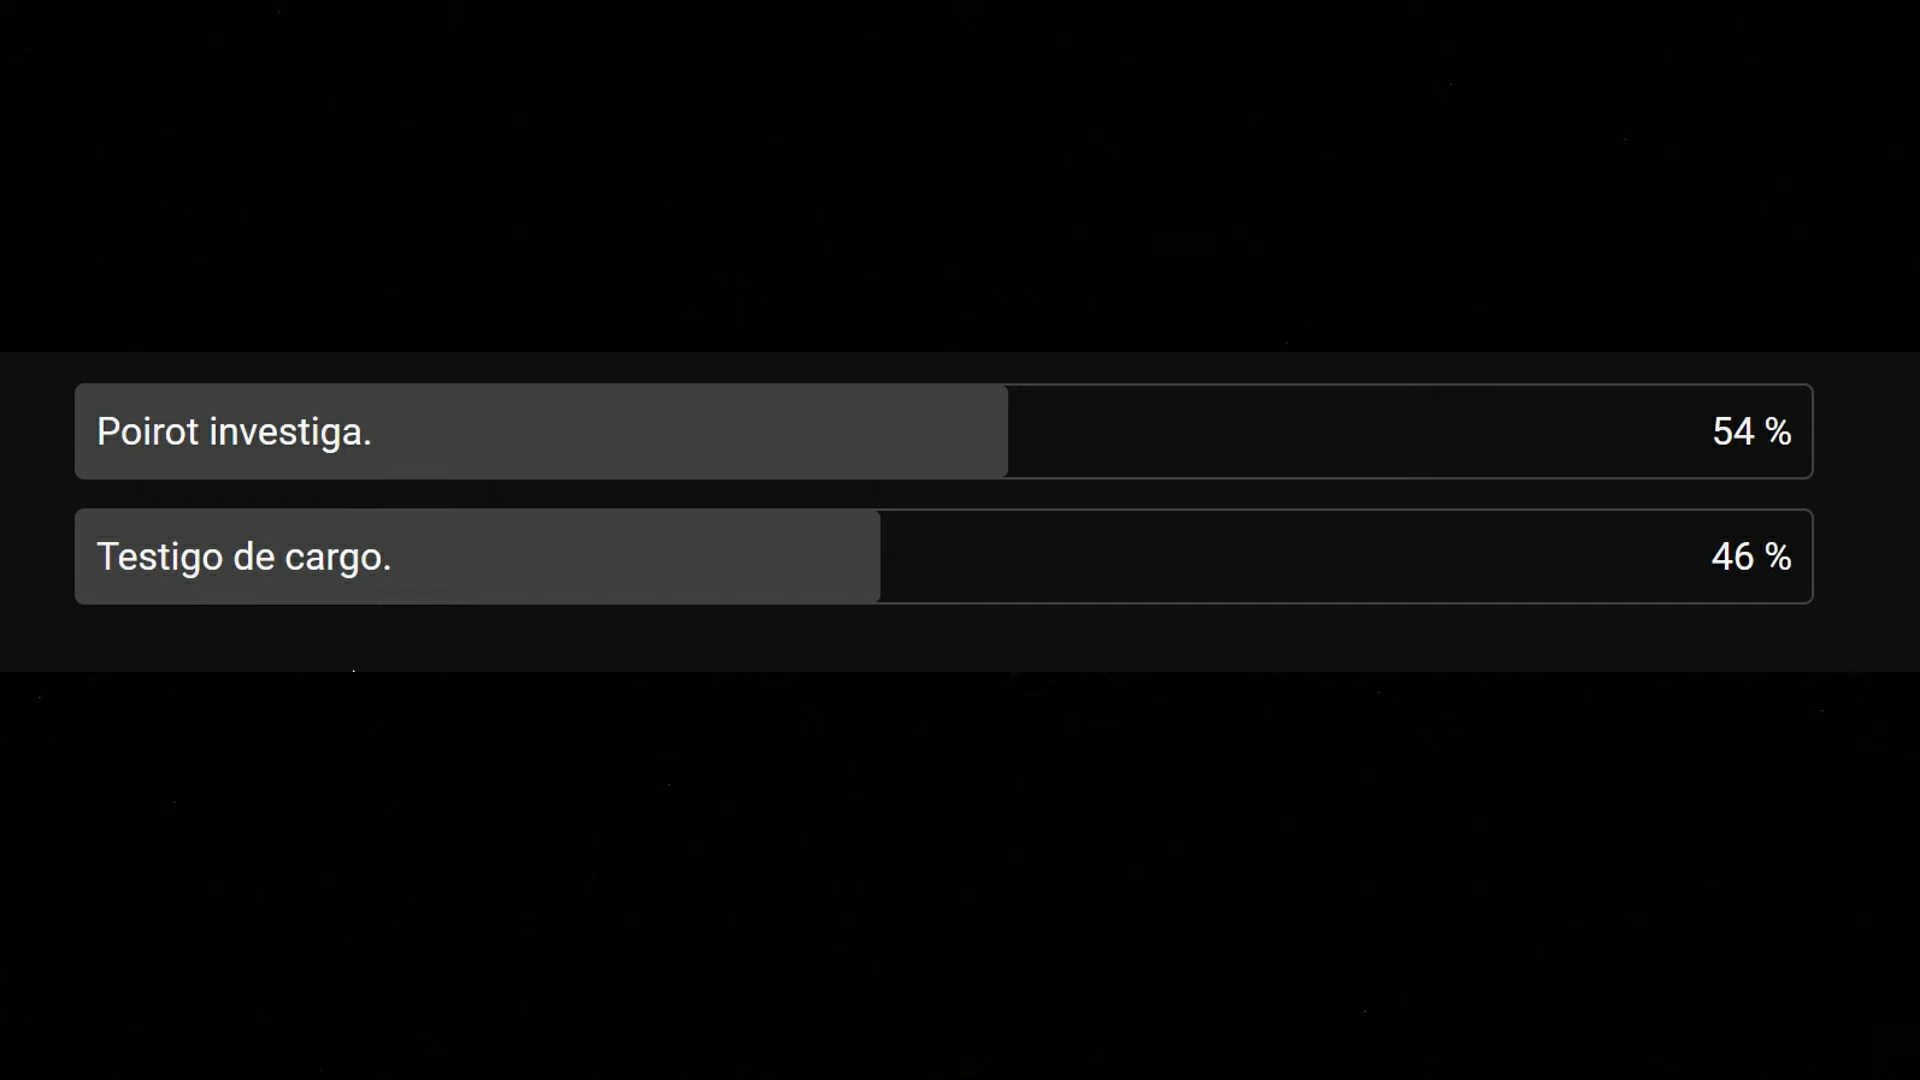 Poirot investiga. 54 %
Testigo de cargo. 46 %